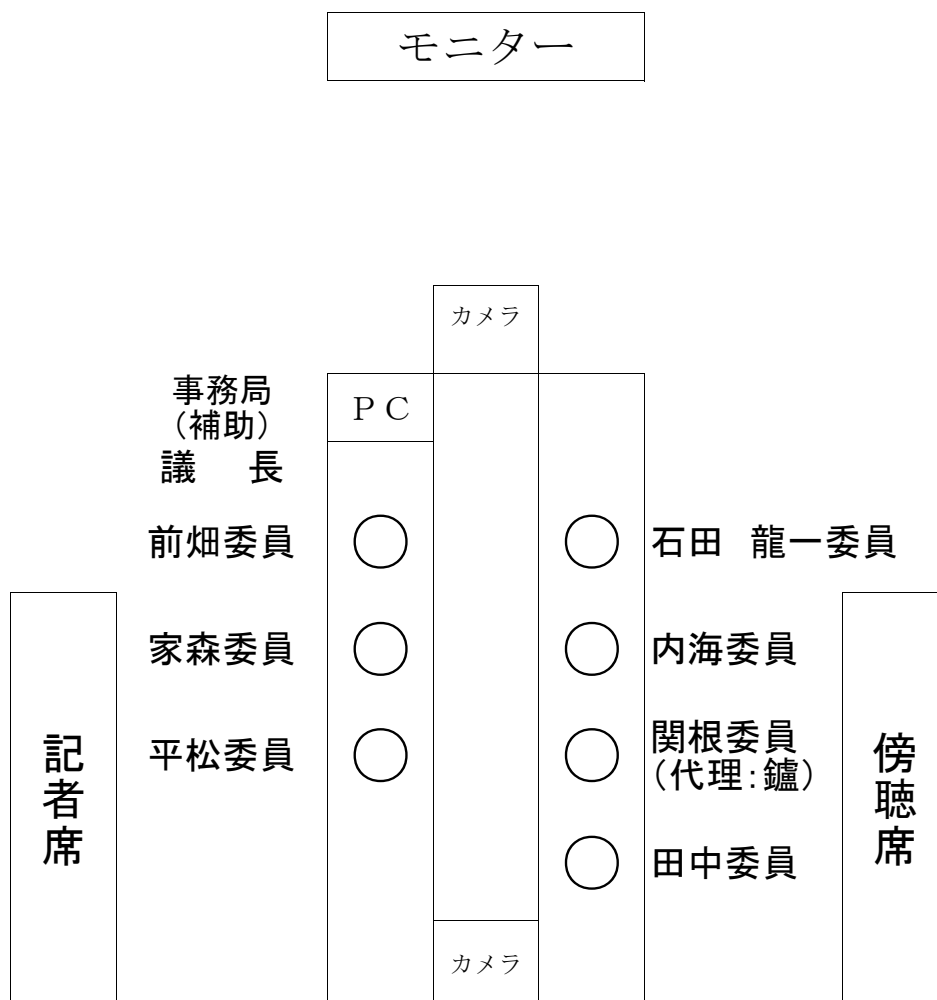 モニター
カメラ
事務局
(補助)
ＰＣ
議　長
前畑委員
石田　龍一委員
家森委員
内海委員
平松委員
関根委員
(代理:鑪)
田中委員
記者席
傍聴席
カメラ